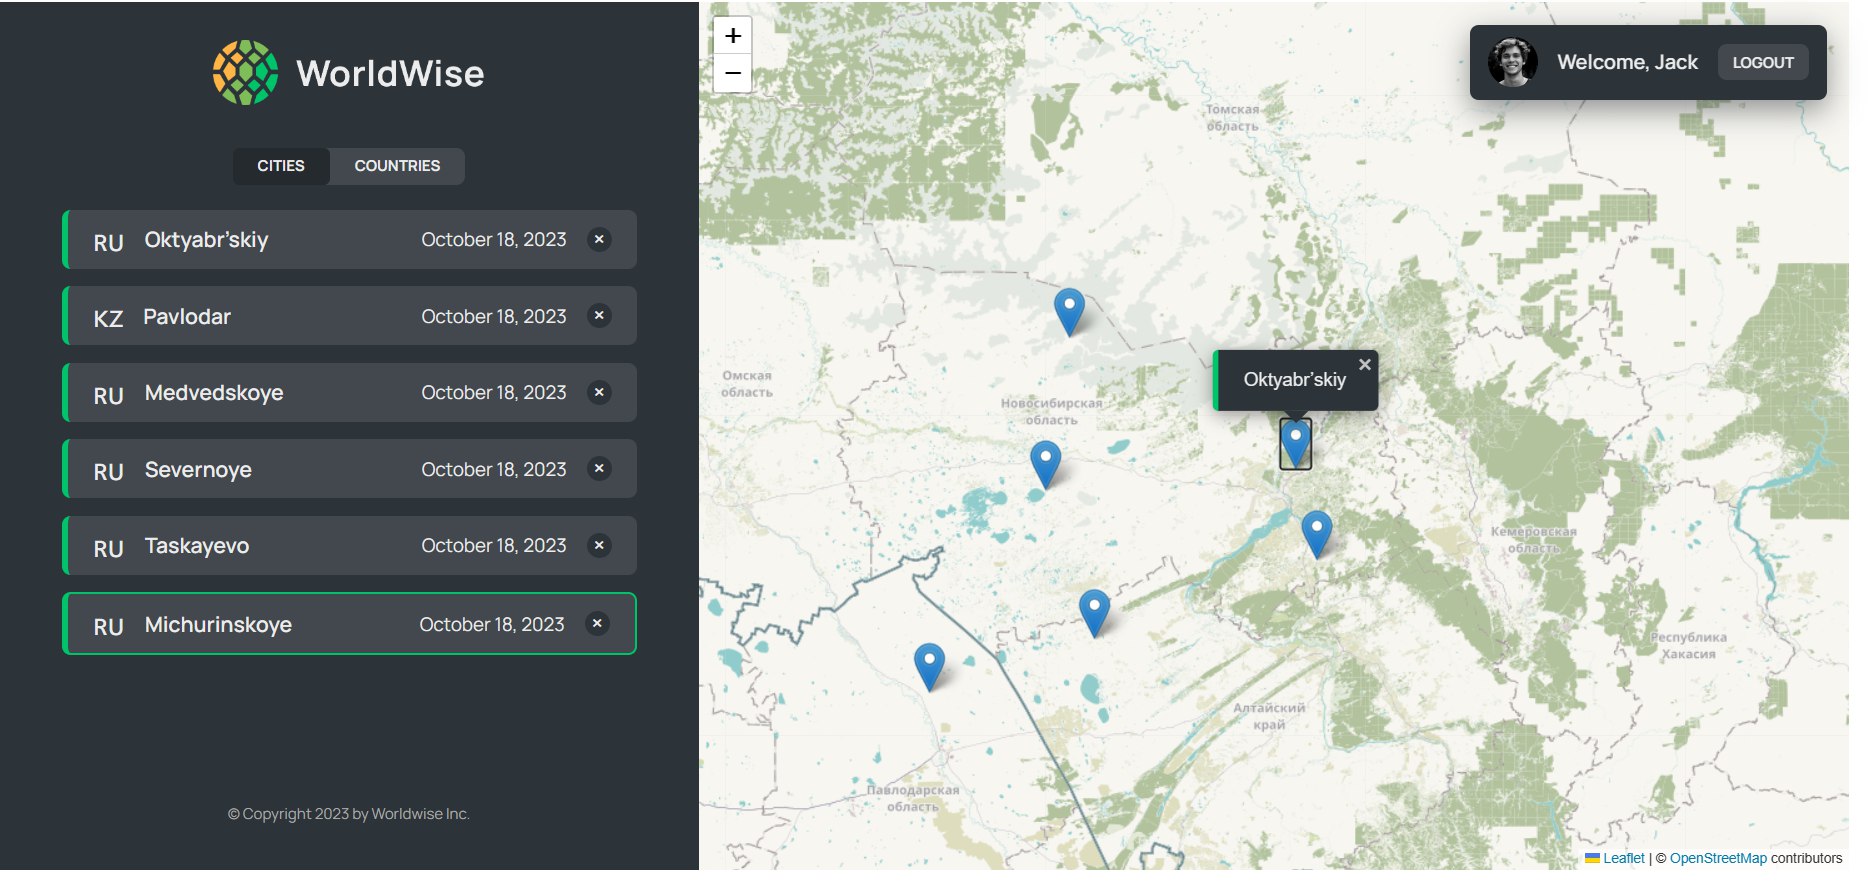 WorldWise
CITIES
COUNTRIES
RU Oktyabr’skiy October 18, 2023 ×
KZ Pavlodar October 18, 2023 ×
RU Medvedskoye October 18, 2023 ×
RU Severnoye October 18, 2023 ×
RU Taskayevo October 18, 2023 ×
RU Michurinskoye October 18, 2023 ×
© Copyright 2023 by Worldwise Inc.
+
−
Welcome, Jack
LOGOUT
Томская
область
Омская
область
Новосибирская
область
Oktyabr’skiy ×
Кемеровская
область
Республика
Хакасия
Алтайский
край
Павлодарская
область
Leaflet | © OpenStreetMap contributors